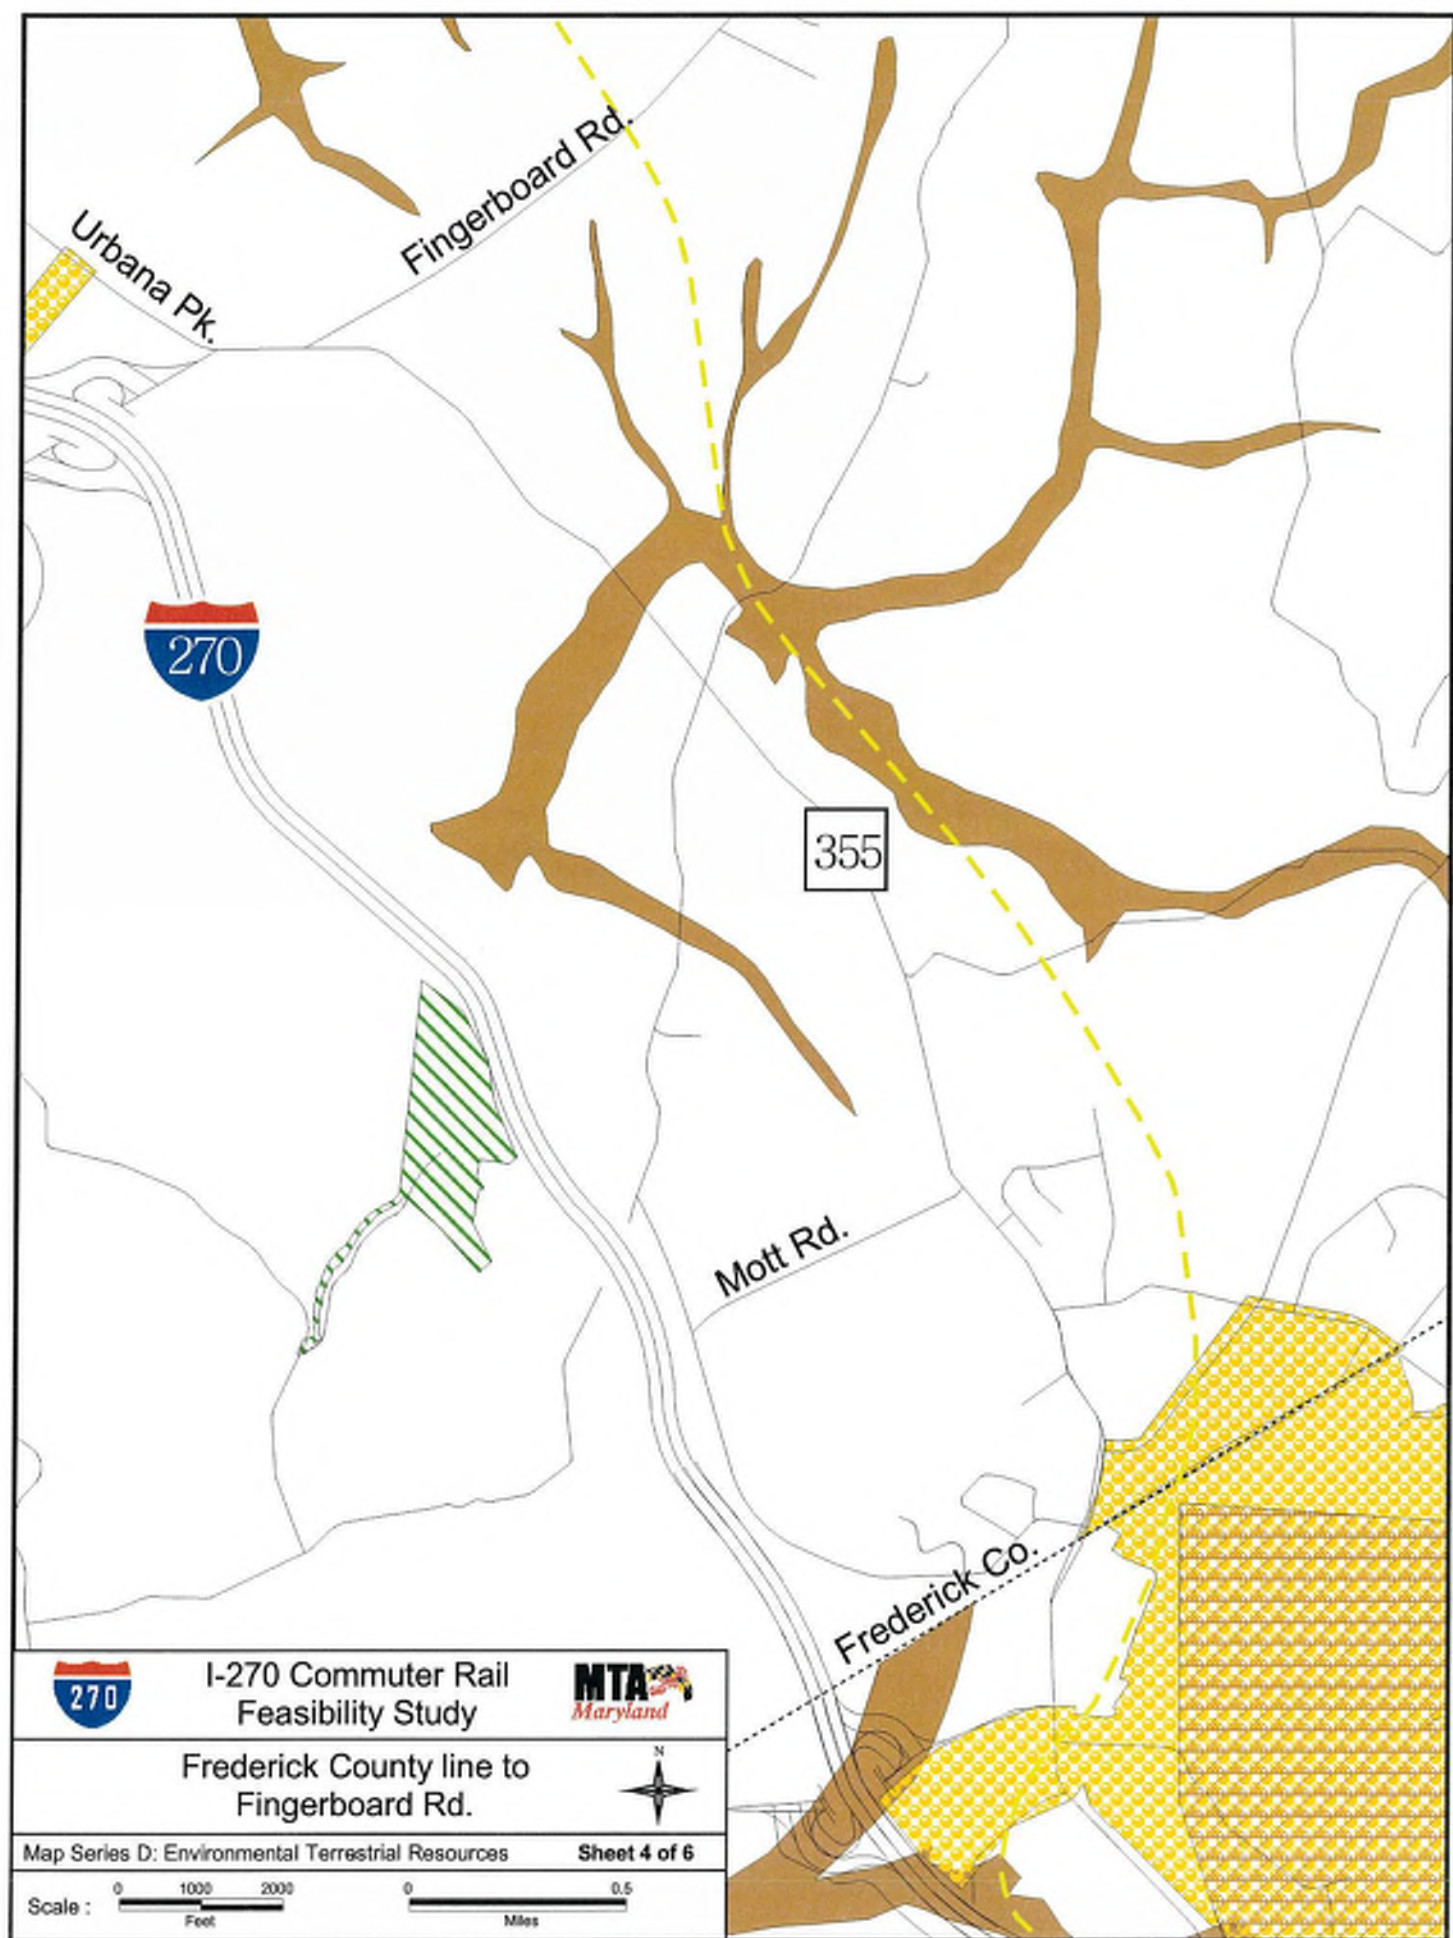 Fingerboard Rd.
Urbana Pk.
270
355
Mott Rd.
Frederick Co.
270
I-270 Commuter Rail
Feasibility Study
MTA
Maryland
Frederick County line to
Fingerboard Rd.
N
Map Series D: Environmental Terrestrial Resources
Sheet 4 of 6
Scale :
0 1000 2000
Feet
0 0.5
Miles